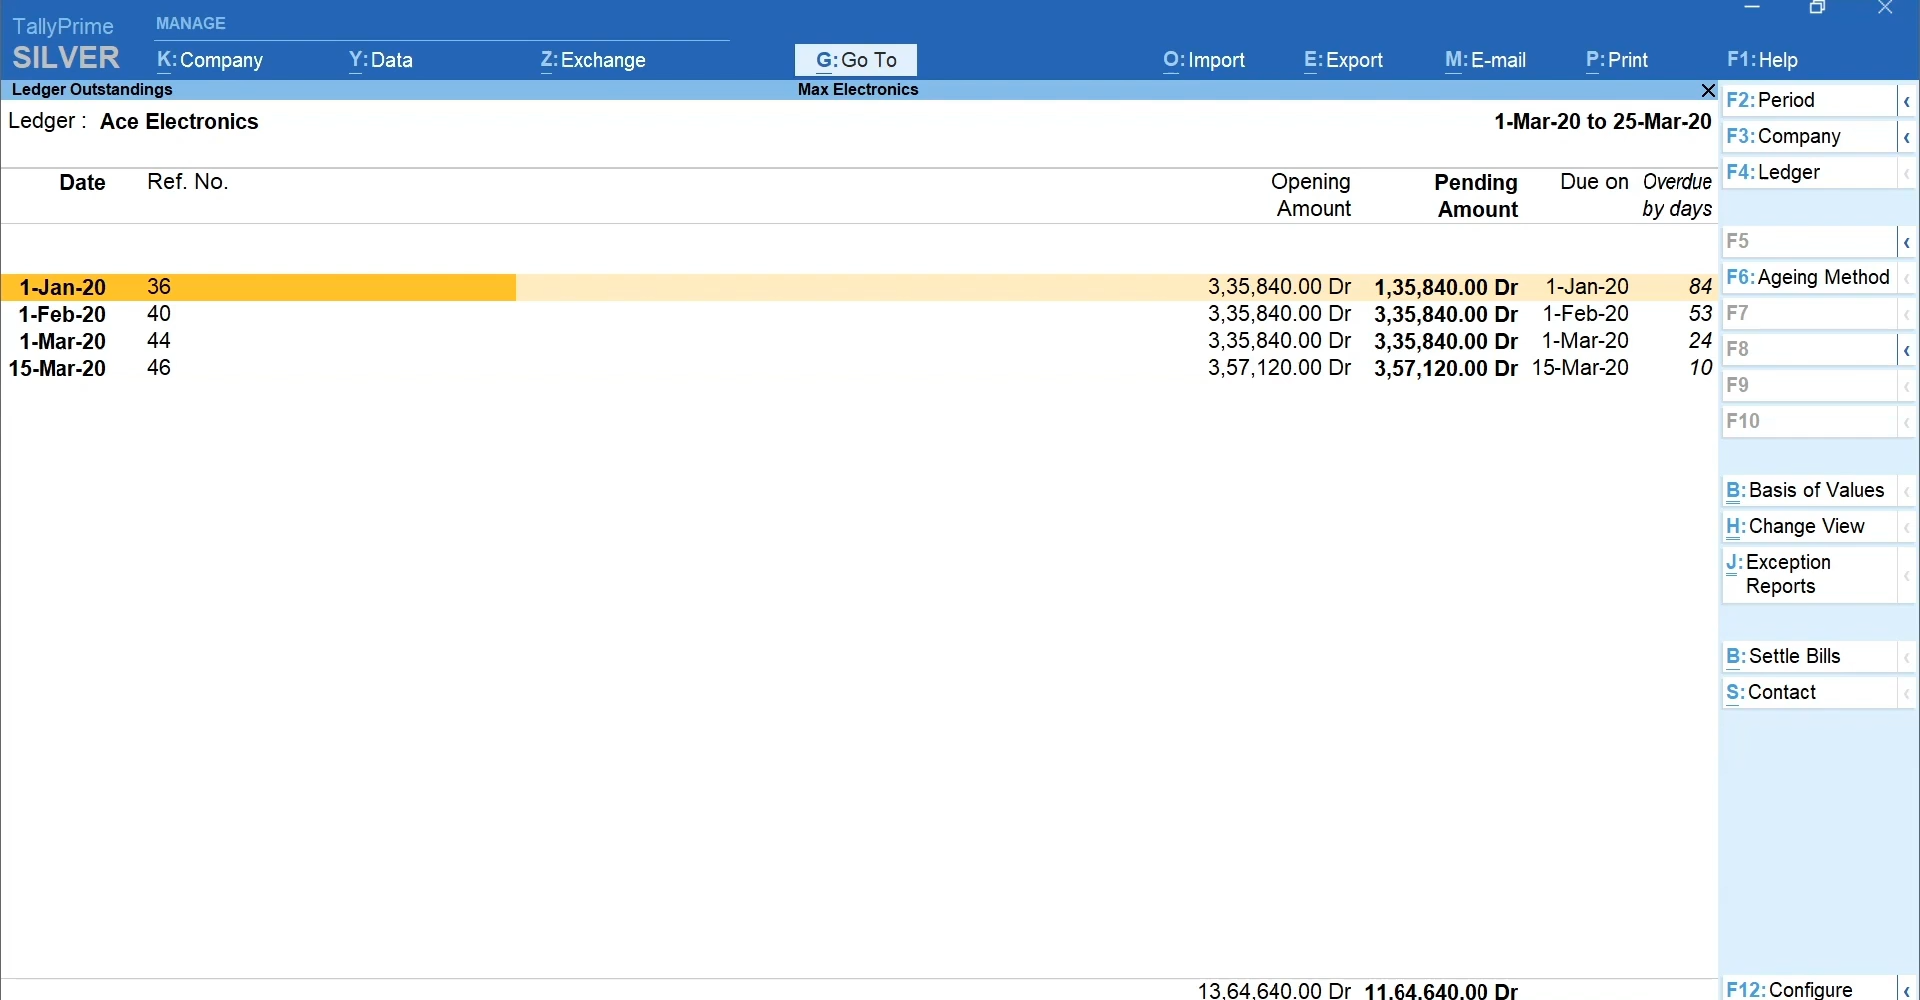 TallyPrime
MANAGE
SILVER
K: Company
Y: Data
Z: Exchange
G: Go To
O: Import
E: Export
M: E-mail
P: Print
F1: Help
Ledger Outstandings
Max Electronics
Ledger : Ace Electronics
1-Mar-20 to 25-Mar-20
Date Ref. No. Opening Pending Due on Overdue
Amount Amount by days
1-Jan-20 36 3,35,840.00 Dr 1,35,840.00 Dr 1-Jan-20 84
1-Feb-20 40 3,35,840.00 Dr 3,35,840.00 Dr 1-Feb-20 53
1-Mar-20 44 3,35,840.00 Dr 3,35,840.00 Dr 1-Mar-20 24
15-Mar-20 46 3,57,120.00 Dr 3,57,120.00 Dr 15-Mar-20 10
13,64,640.00 Dr 11,64,640.00 Dr
F2: Period
F3: Company
F4: Ledger
F5
F6: Ageing Method
F7
F8
F9
F10
B: Basis of Values
H: Change View
J: Exception
Reports
B: Settle Bills
S: Contact
F12: Configure